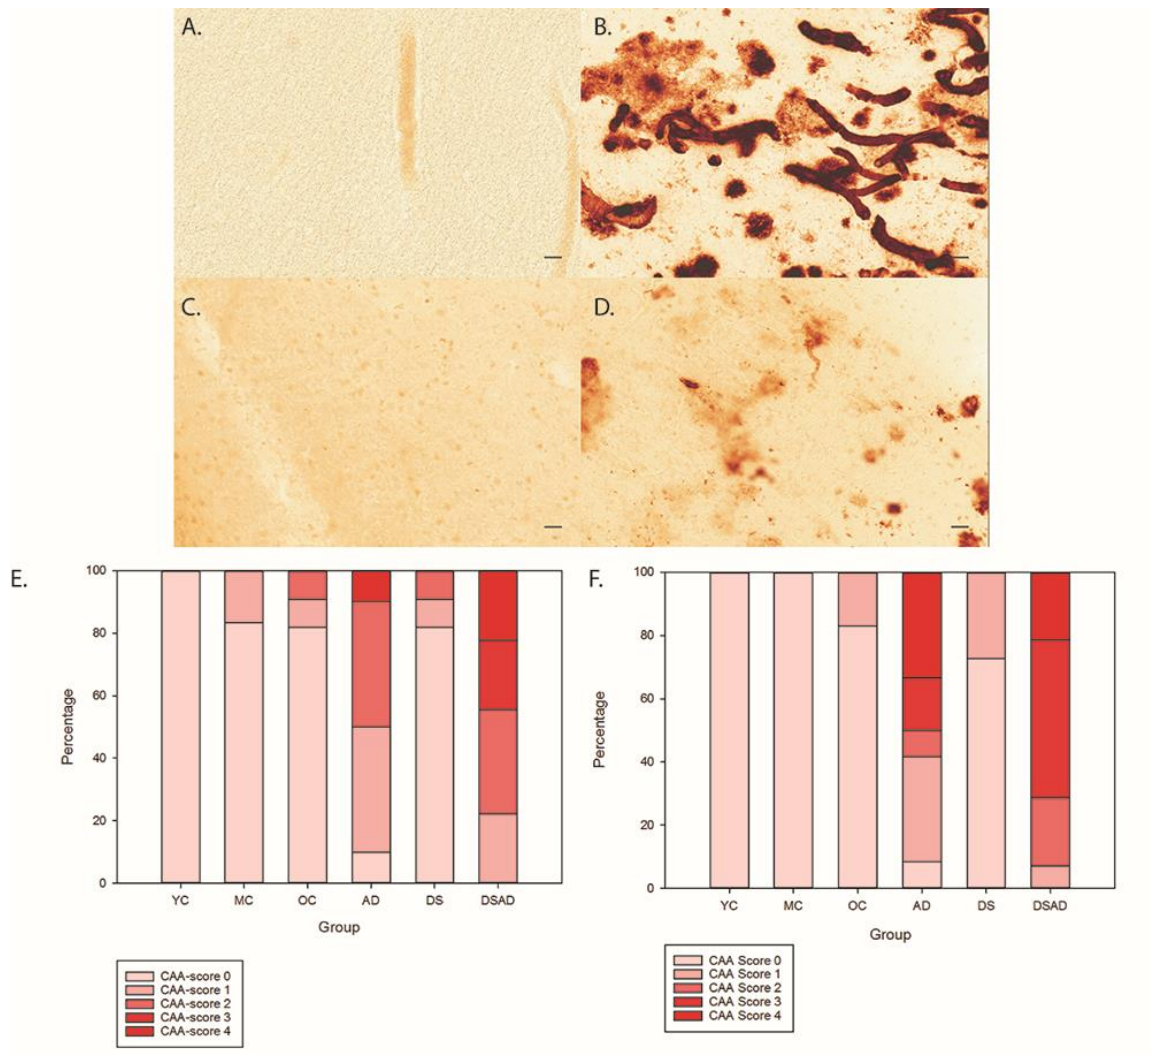 A.
B.
C.
D.
E.
100
80
60
40
20
0
Percentage
YC MC OC AD DS DSAD
Group
CAA-score 0
CAA-score 1
CAA-score 2
CAA-score 3
CAA-score 4
F.
100
80
60
40
20
0
Percentage
YC MC OC AD DS DSAD
Group
CAA Score 0
CAA Score 1
CAA Score 2
CAA Score 3
CAA Score 4